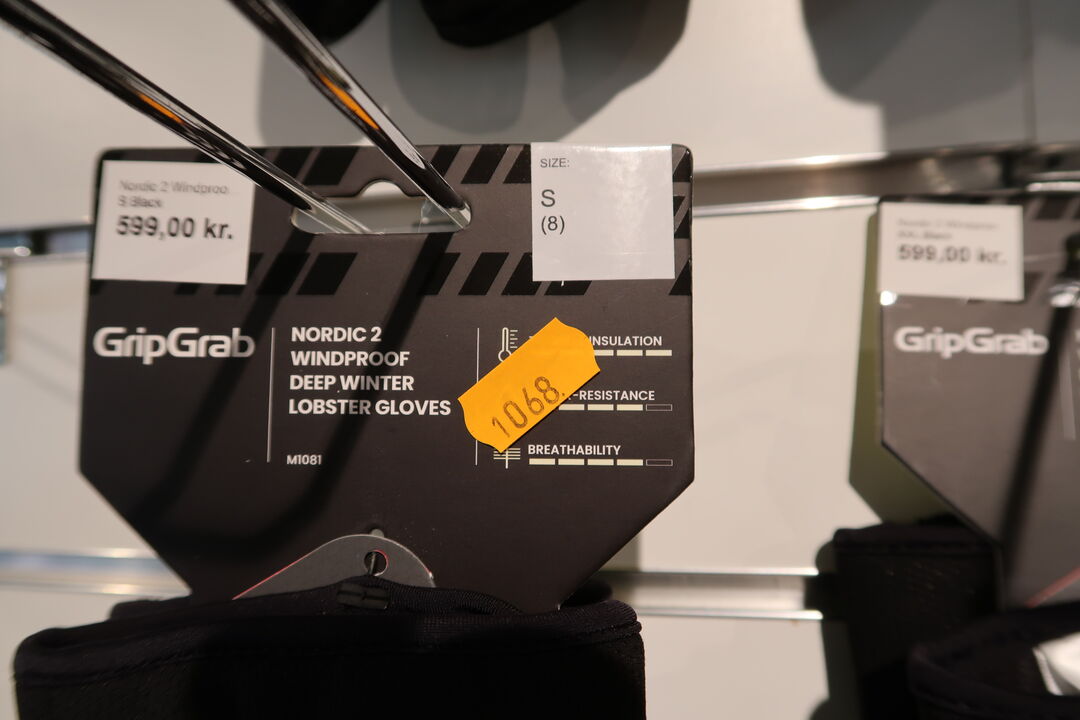 Nordic 2 Windproo
S Black
599,00 kr.
SIZE:
S
(8)
GripGrab
NORDIC 2
WINDPROOF
DEEP WINTER
LOBSTER GLOVES
M1081
INSULATION
-RESISTANCE
BREATHABILITY
1068
599,00 kr.
GripGrab